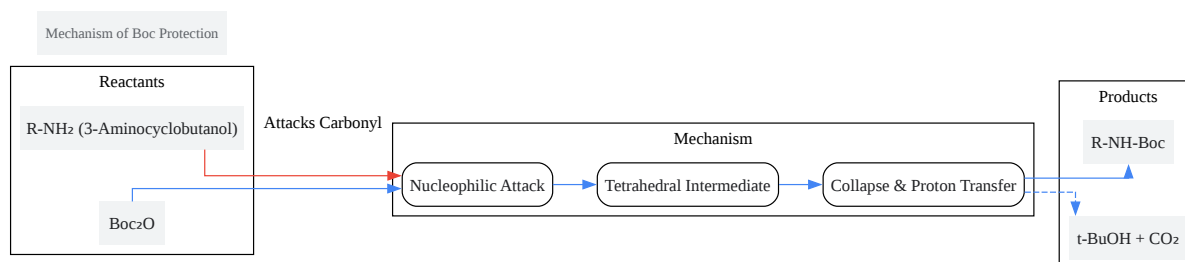 Mechanism of Boc Protection
Reactants
R-NH₂ (3-Aminocyclobutanol)
Boc₂O
Attacks Carbonyl
Mechanism
Nucleophilic Attack
Tetrahedral Intermediate
Collapse & Proton Transfer
Products
R-NH-Boc
t-BuOH + CO₂